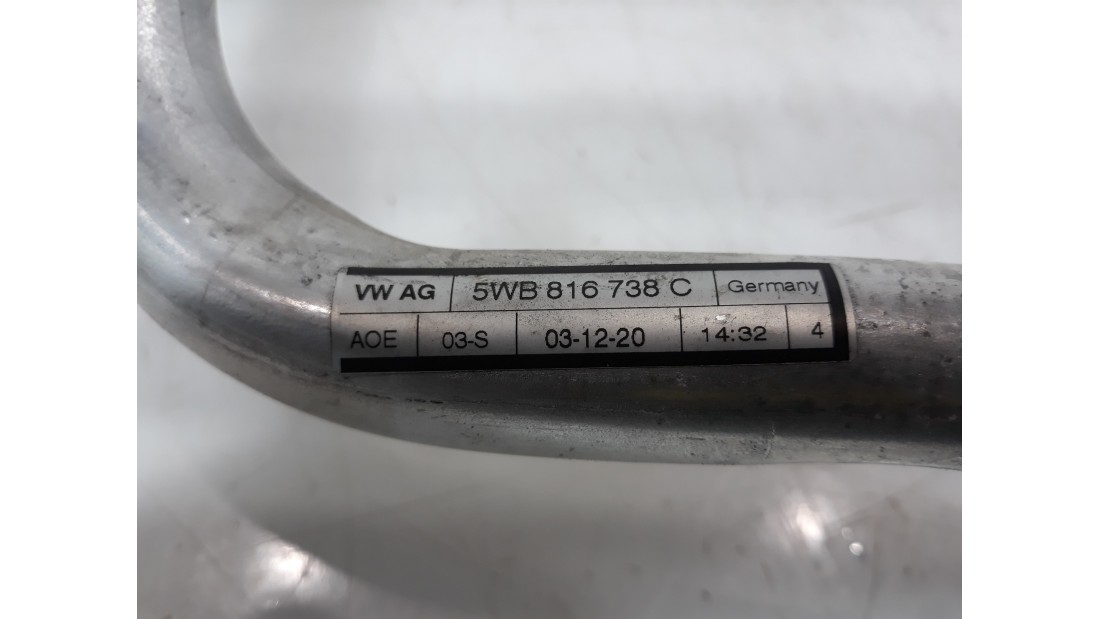 VW AG 5WB 816 738 C Germany
AOE 03-S 03-12-20 14:32 4